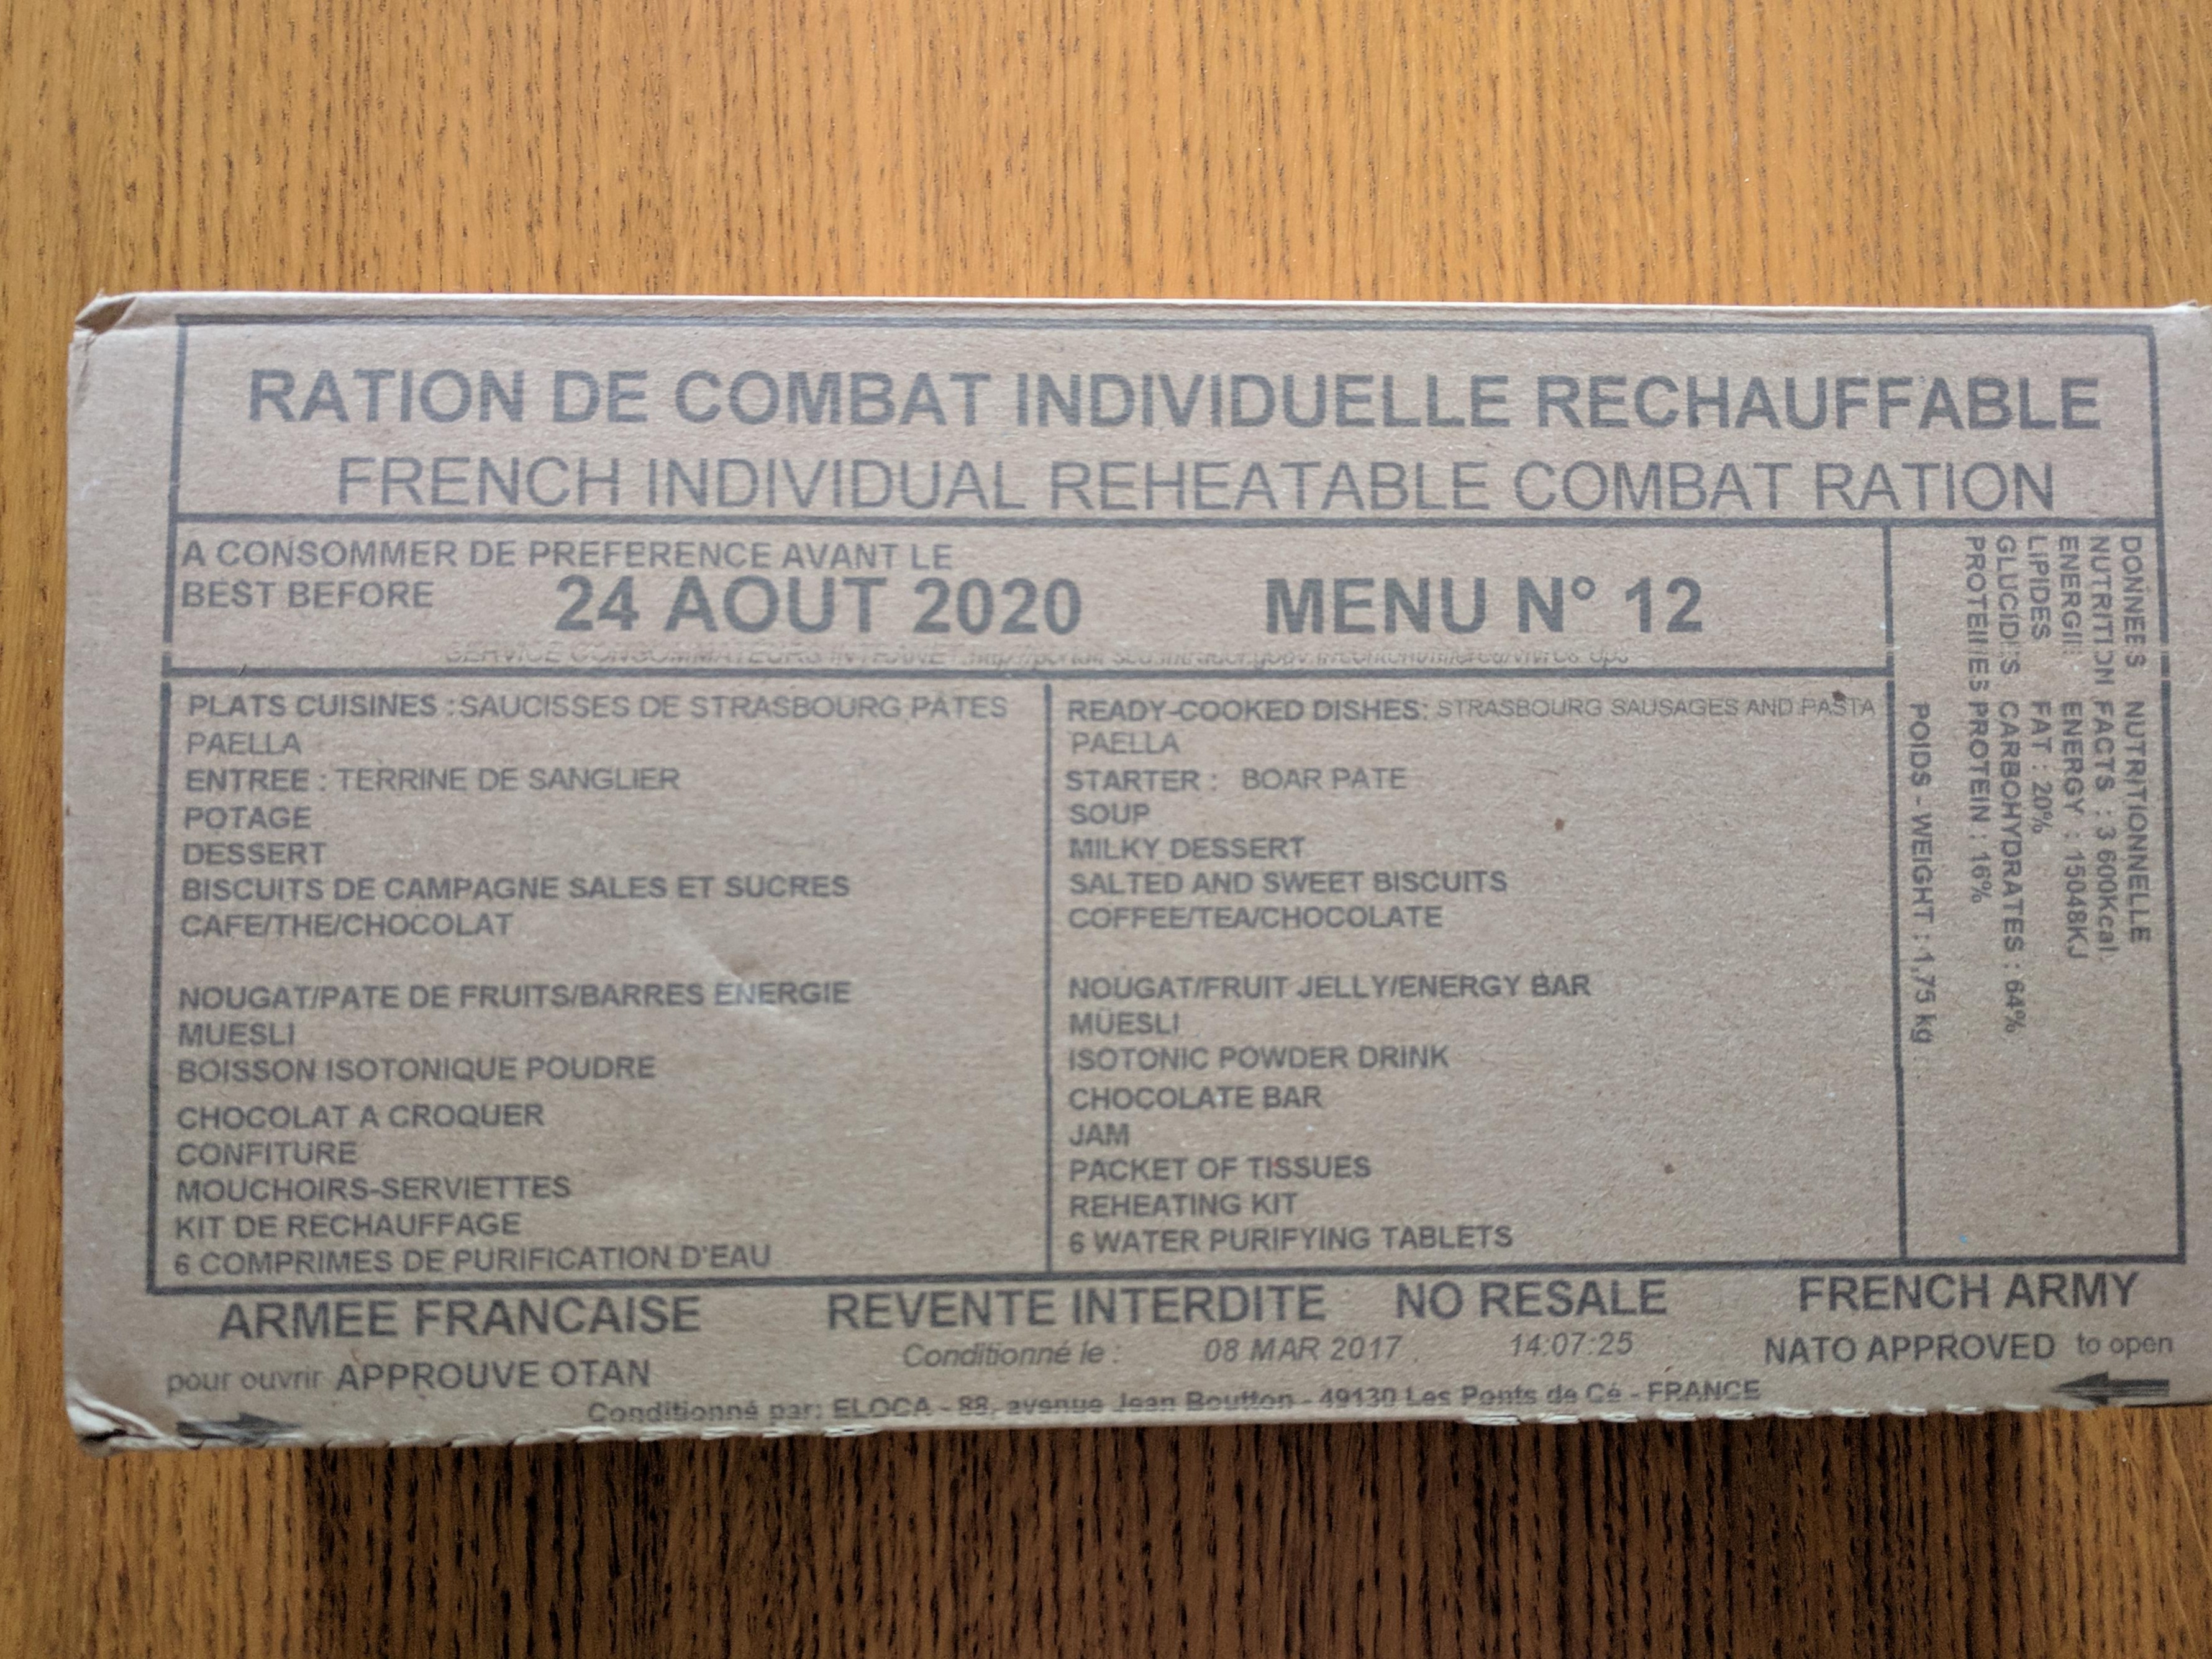 RATION DE COMBAT INDIVIDUELLE RECHAUFFABLE
FRENCH INDIVIDUAL REHEATABLE COMBAT RATION
A CONSOMMER DE PREFERENCE AVANT LE
BEST BEFORE 24 AOUT 2020 MENU N° 12
SERVICE CONSOMMATEURS INTRANET
PLATS CUISINES : SAUCISSES DE STRASBOURG PATES
PAELLA
ENTREE : TERRINE DE SANGLIER
POTAGE
DESSERT
BISCUITS DE CAMPAGNE SALES ET SUCRES
CAFE/THE/CHOCOLAT
NOUGAT/PATE DE FRUITS/BARRES ENERGIE
MUESLI
BOISSON ISOTONIQUE POUDRE
CHOCOLAT A CROQUER
CONFITURE
MOUCHOIRS-SERVIETTES
KIT DE RECHAUFFAGE
6 COMPRIMES DE PURIFICATION D'EAU
READY-COOKED DISHES: STRASBOURG SAUSAGES AND PASTA
PAELLA
STARTER : BOAR PATE
SOUP
MILKY DESSERT
SALTED AND SWEET BISCUITS
COFFEE/TEA/CHOCOLATE
NOUGAT/FRUIT JELLY/ENERGY BAR
MUESLI
ISOTONIC POWDER DRINK
CHOCOLATE BAR
JAM
PACKET OF TISSUES
REHEATING KIT
6 WATER PURIFYING TABLETS
DONNEES NUTRITIONNELLE
NUTRITION FACTS : 3 600Kcal
ENERGIE ENERGY : 15048KJ
LIPIDES FAT : 20%
GLUCIDES CARBOHYDRATES : 64%
PROTEINES PROTEIN : 16%
POIDS - WEIGHT : 1,75 kg
ARMEE FRANCAISE REVENTE INTERDITE NO RESALE FRENCH ARMY
Conditionné le : 08 MAR 2017 14:07:25
pour ouvrir APPROUVE OTAN NATO APPROVED to open
Conditionné par: ELOCA - 88, avenue Jean Boutton - 49130 Les Ponts de Cé - FRANCE